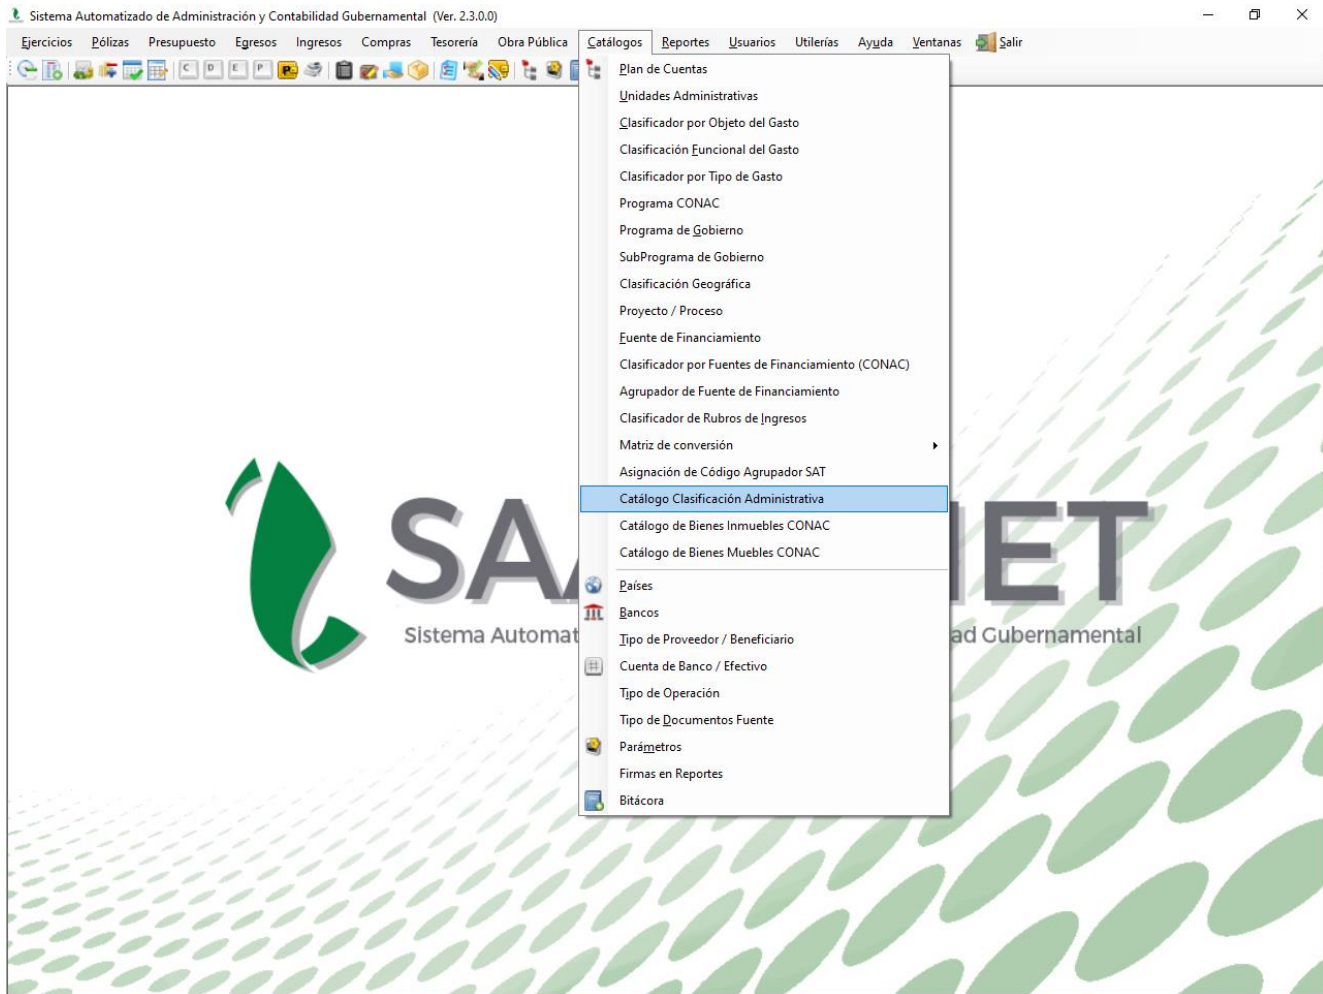 Sistema Automatizado de Administración y Contabilidad Gubernamental (Ver. 2.3.0.0)
Ejercicios Pólizas Presupuesto Egresos Ingresos Compras Tesorería Obra Pública Catálogos Reportes Usuarios Utilerías Ayuda Ventanas Salir
C D E P P
Plan de Cuentas
Unidades Administrativas
Clasificador por Objeto del Gasto
Clasificación Funcional del Gasto
Clasificador por Tipo de Gasto
Programa CONAC
Programa de Gobierno
SubPrograma de Gobierno
Clasificación Geográfica
Proyecto / Proceso
Fuente de Financiamiento
Clasificador por Fuentes de Financiamiento (CONAC)
Agrupador de Fuente de Financiamiento
Clasificador de Rubros de Ingresos
Matriz de conversión
Asignación de Código Agrupador SAT
Catálogo Clasificación Administrativa
Catálogo de Bienes Inmuebles CONAC
Catálogo de Bienes Muebles CONAC
Países
Bancos
Tipo de Proveedor / Beneficiario
Cuenta de Banco / Efectivo
Tipo de Operación
Tipo de Documentos Fuente
Parámetros
Firmas en Reportes
Bitácora
SA ET
Sistema Automat ad Gubernamental